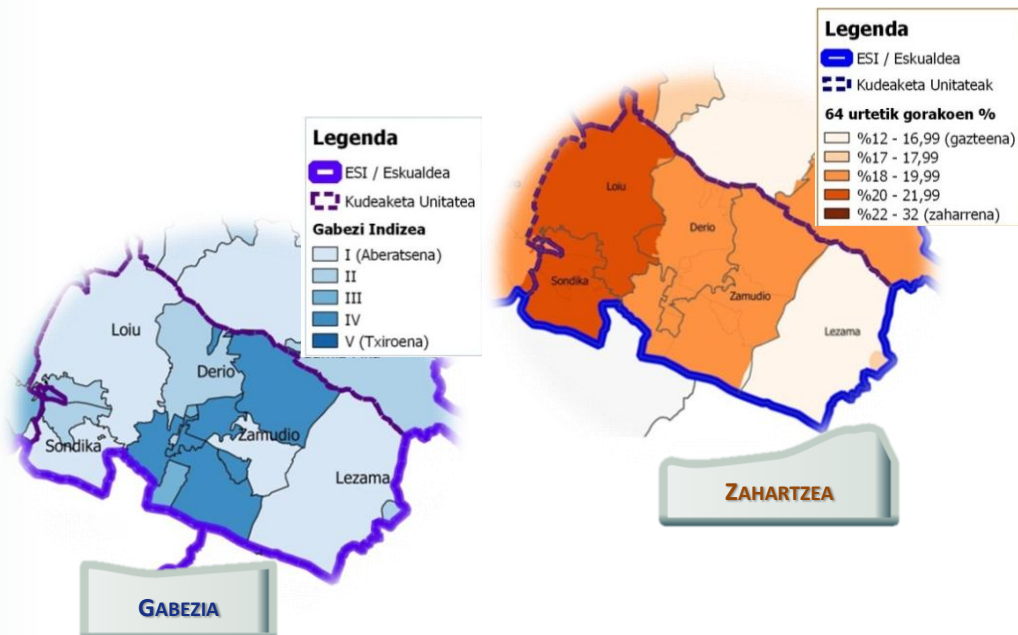 Legenda
ESI / Eskualdea
Kudeaketa Unitatea
Gabezi Indizea
I (Aberatsena)
II
III
IV
V (Txiroena)
Loiu
Derio
Sondika
Zamudio
Lezama
GABEZIA
Legenda
ESI / Eskualdea
Kudeaketa Unitateak
64 urtetik gorakoen %
%12 - 16,99 (gazteena)
%17 - 17,99
%18 - 19,99
%20 - 21,99
%22 - 32 (zaharrena)
Loiu
Derio
Sondika
Zamudio
Lezama
ZAHARTZEA